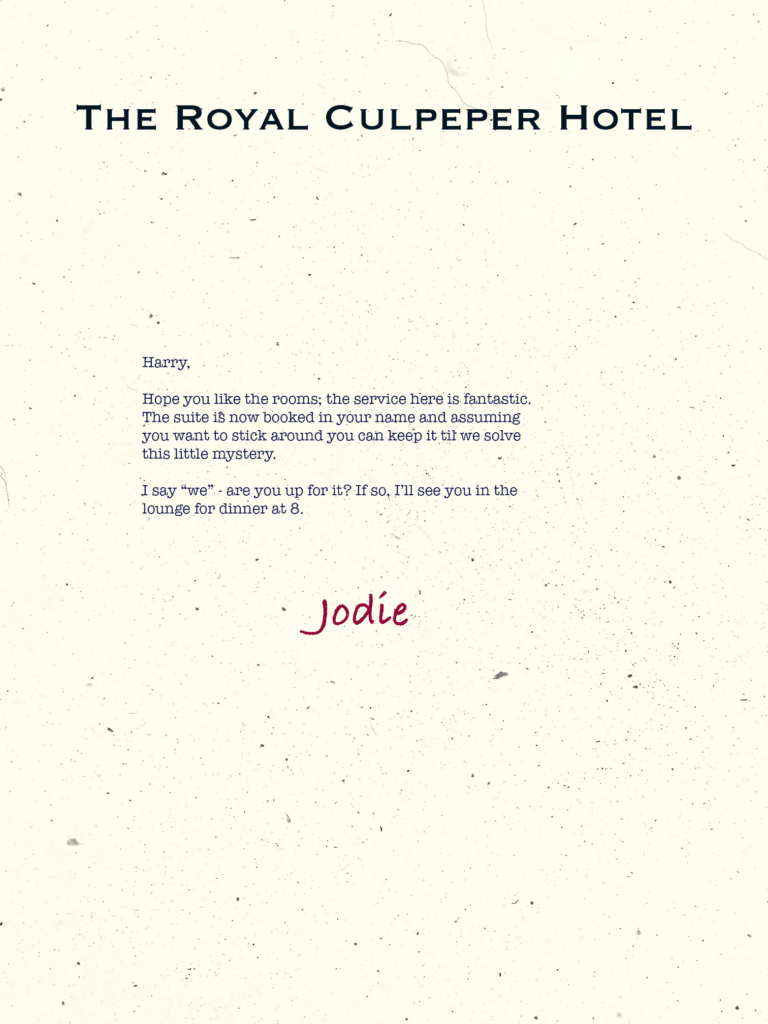 The Royal Culpeper Hotel
Harry,
Hope you like the rooms; the service here is fantastic.
The suite is now booked in your name and assuming
you want to stick around you can keep it til we solve
this little mystery.
I say “we” - are you up for it? If so, I’ll see you in the
lounge for dinner at 8.
Jodie